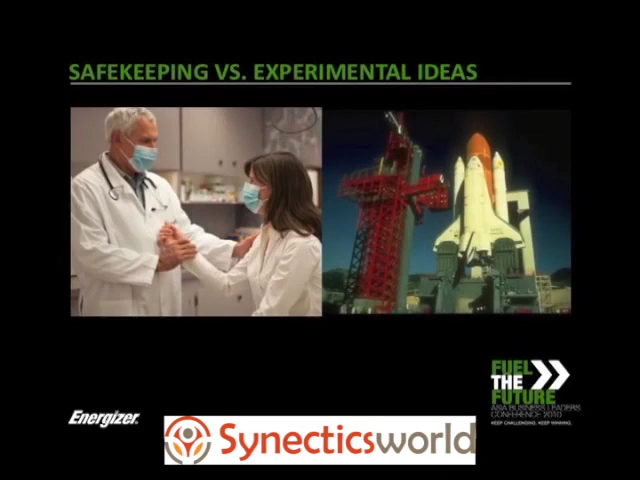 SAFEKEEPING VS. EXPERIMENTAL IDEAS
FUEL
THE
FUTURE
ASIA BUSINESS LEADERS
CONFERENCE 2010
KEEP CHALLENGING. KEEP WINNING.
Energizer.
Synecticsworld